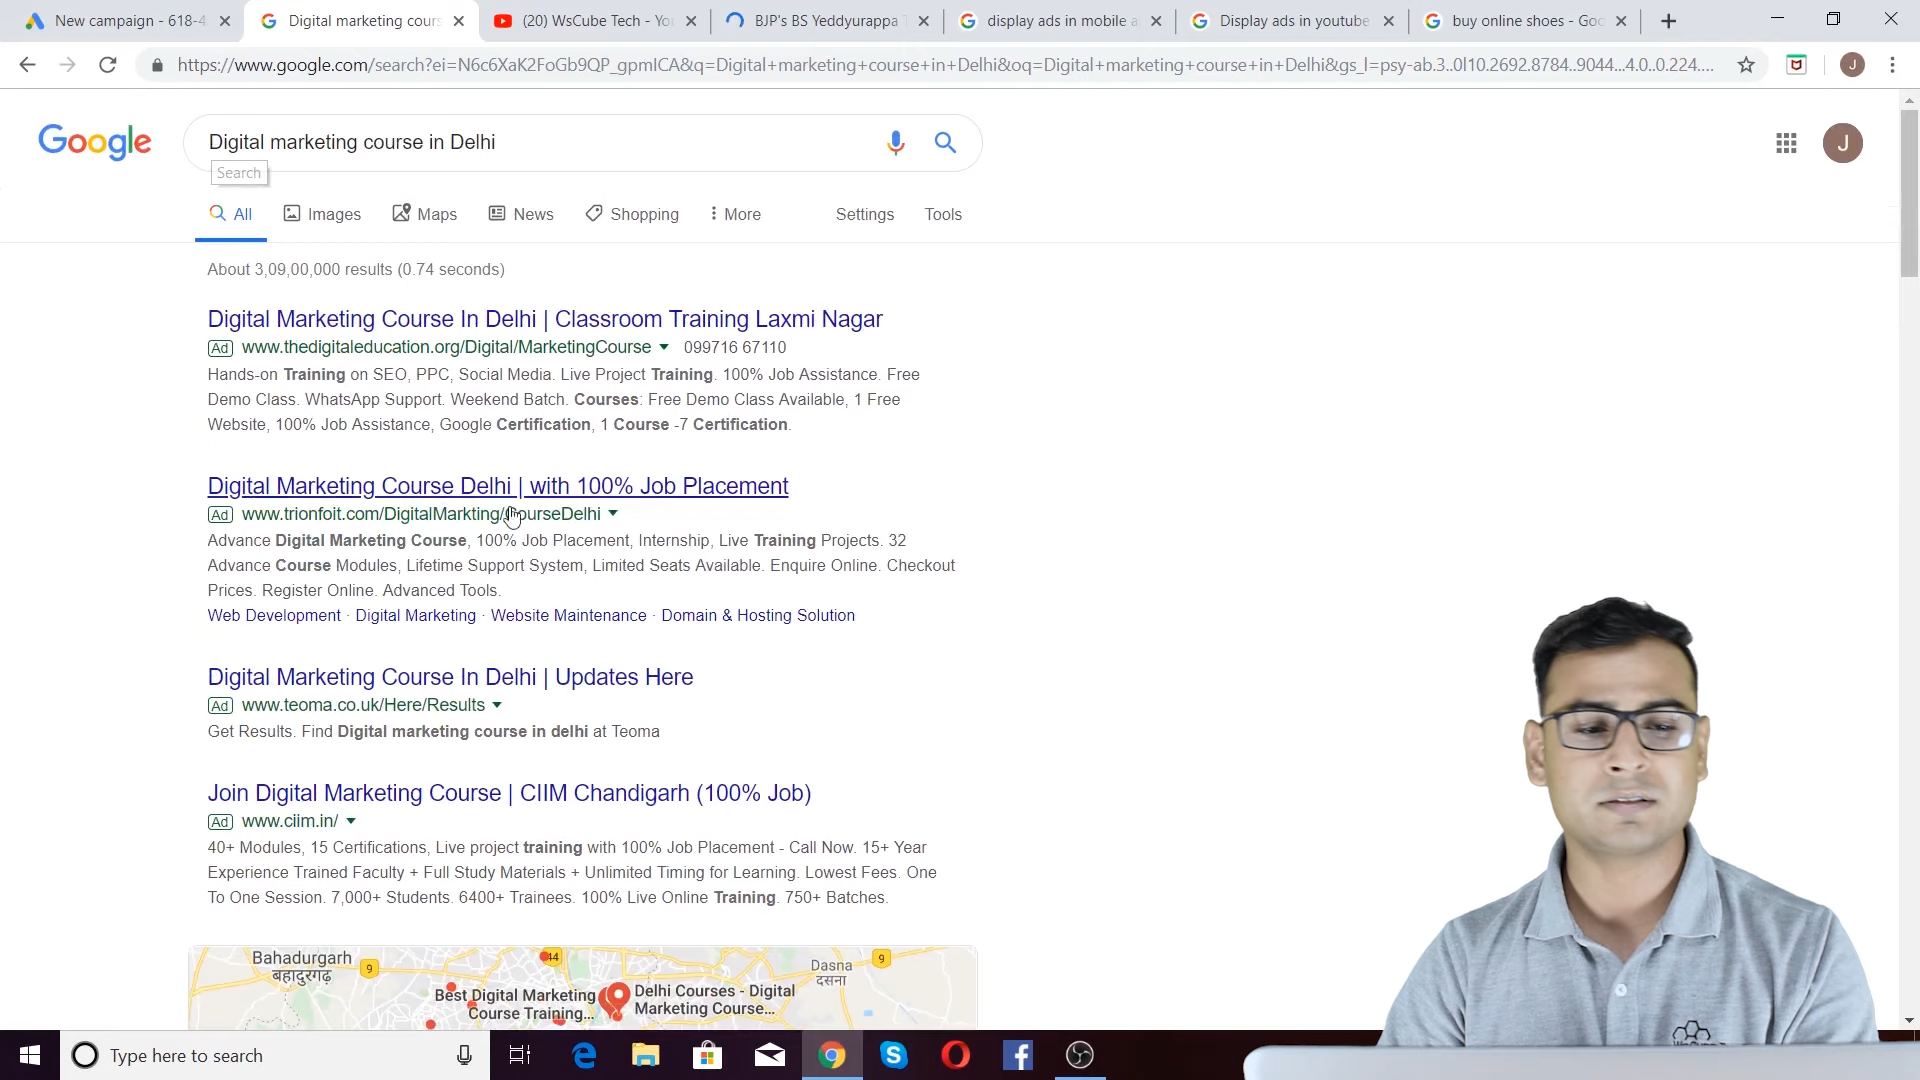 New campaign - 618-4
Digital marketing cours
(20) WsCube Tech - You
BJP's BS Yeddyurappa T
display ads in mobile a
Display ads in youtube
buy online shoes - Goo
https://www.google.com/search?ei=N6c6XaK2FoGb9QP_gpmICA&q=Digital+marketing+course+in+Delhi&oq=Digital+marketing+course+in+Delhi&gs_l=psy-ab.3..0l10.2692.8784..9044...4.0..0.224....
J
Google
Digital marketing course in Delhi
J
Search
All
Images
Maps
News
Shopping
More
Settings
Tools
About 3,09,00,000 results (0.74 seconds)
Digital Marketing Course In Delhi | Classroom Training Laxmi Nagar
Ad www.thedigitaleducation.org/Digital/MarketingCourse 099716 67110
Hands-on Training on SEO, PPC, Social Media. Live Project Training. 100% Job Assistance. Free
Demo Class. WhatsApp Support. Weekend Batch. Courses: Free Demo Class Available, 1 Free
Website, 100% Job Assistance, Google Certification, 1 Course -7 Certification.
Digital Marketing Course Delhi | with 100% Job Placement
Ad www.trionfoit.com/DigitalMarkting/CourseDelhi
Advance Digital Marketing Course, 100% Job Placement, Internship, Live Training Projects. 32
Advance Course Modules, Lifetime Support System, Limited Seats Available. Enquire Online. Checkout
Prices. Register Online. Advanced Tools.
Web Development · Digital Marketing · Website Maintenance · Domain & Hosting Solution
Digital Marketing Course In Delhi | Updates Here
Ad www.teoma.co.uk/Here/Results
Get Results. Find Digital marketing course in delhi at Teoma
Join Digital Marketing Course | CIIM Chandigarh (100% Job)
Ad www.ciim.in/
40+ Modules, 15 Certifications, Live project training with 100% Job Placement - Call Now. 15+ Year
Experience Trained Faculty + Full Study Materials + Unlimited Timing for Learning. Lowest Fees. One
To One Session. 7,000+ Students. 6400+ Trainees. 100% Live Online Training. 750+ Batches.
Bahadurgarh
बहादुरगढ़
9
44
Dasna
दसना
9
Best Digital Marketing
Course Training...
Delhi Courses - Digital
Marketing Course...
Type here to search